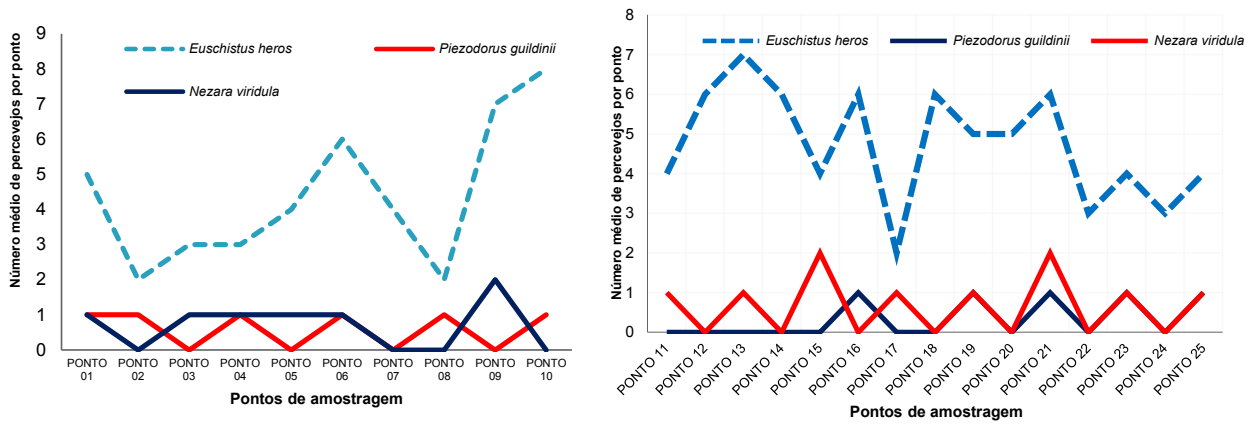 Número médio de percevejos por ponto
9
8
7
6
5
4
3
2
1
0
Euschistus heros
Piezodorus guildinii
Nezara viridula
PONTO 01
PONTO 02
PONTO 03
PONTO 04
PONTO 05
PONTO 06
PONTO 07
PONTO 08
PONTO 09
PONTO 10
Pontos de amostragem
Número médio de percevejos por ponto
8
7
6
5
4
3
2
1
0
Euschistus heros
Piezodorus guildinii
Nezara viridula
PONTO 11
PONTO 12
PONTO 13
PONTO 14
PONTO 15
PONTO 16
PONTO 17
PONTO 18
PONTO 19
PONTO 20
PONTO 21
PONTO 22
PONTO 23
PONTO 24
PONTO 25
Pontos de amostragem